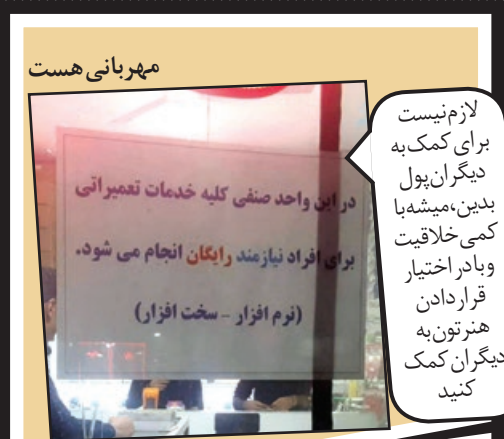 مهربانی هست
لازم نیست
برای کمک به
دیگران پول
بدین، میشه با
کمی خلاقیت
و با در اختیار
قرار دادن
هنرتون به
دیگران کمک
کنید
در این واحد صنفی کلیه خدمات تعمیراتی
برای افراد نیازمند رایگان انجام می شود.
(نرم افزار - سخت افزار)